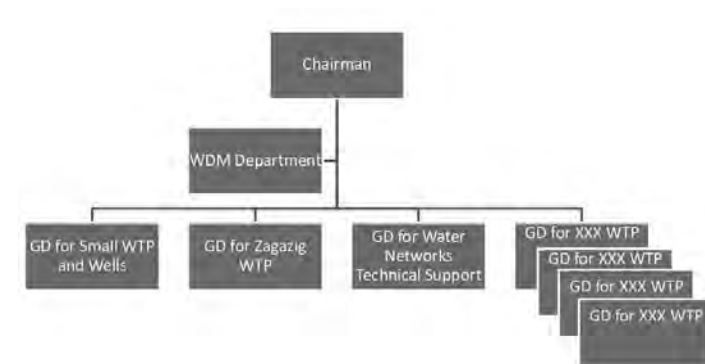 Chairman
WDM Department
GD for Small WTP
and Wells
GD for Zagazig
WTP
GD for Water
Networks
Technical Support
GD for XXX WTP
GD for XXX WTP
GD for XXX WTP
GD for XXX WTP